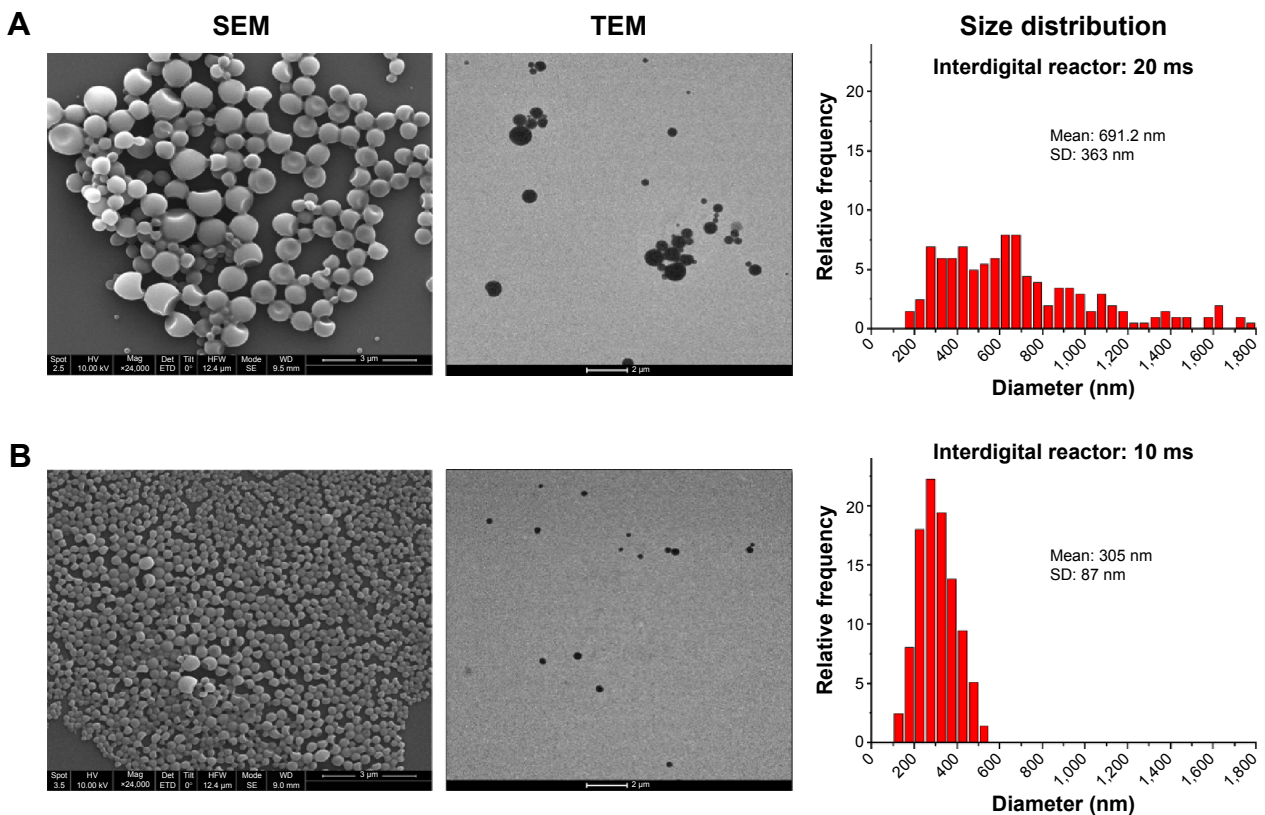 A
SEM
TEM
Size distribution
Spot HV Mag Det Tilt HFW Mode WD 3 µm
2.5 10.00 kV ×24,000 ETD 0° 12.4 µm SE 9.5 mm
2 µm
Interdigital reactor: 20 ms
Mean: 691.2 nm
SD: 363 nm
Relative frequency
20
15
10
5
0
0 200 400 600 800 1,000 1,200 1,400 1,600 1,800
Diameter (nm)
B
Spot HV Mag Det Tilt HFW Mode WD 3 µm
3.5 10.00 kV ×24,000 ETD 0° 12.4 µm SE 9.0 mm
2 µm
Interdigital reactor: 10 ms
Mean: 305 nm
SD: 87 nm
Relative frequency
20
15
10
5
0
0 200 400 600 800 1,000 1,200 1,400 1,600 1,800
Diameter (nm)